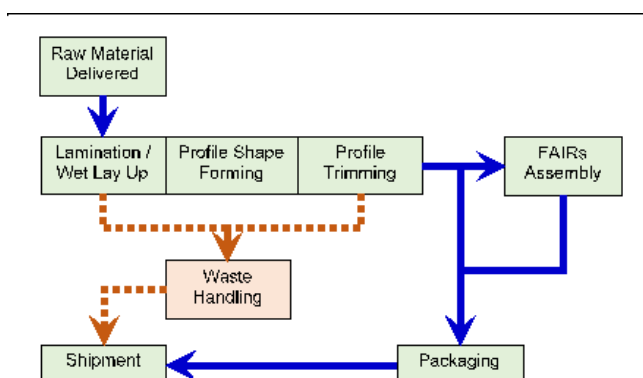 Raw Material
Delivered
Lamination /
Wet Lay Up
Profile Shape
Forming
Profile
Trimming
FAIRs
Assembly
Waste
Handling
Shipment
Packaging